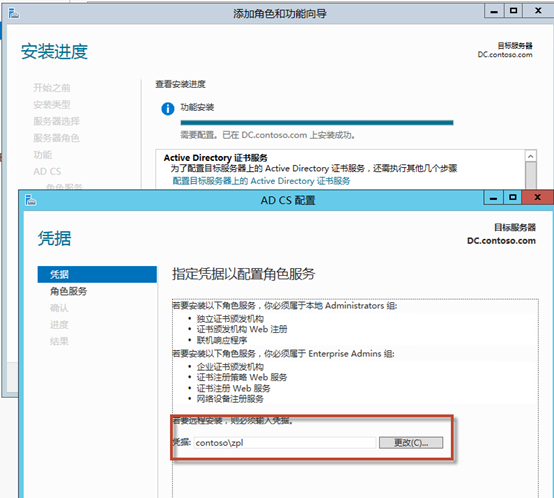 添加角色和功能向导
安装进度
目标服务器
DC.contoso.com
开始之前
安装类型
服务器选择
服务器角色
功能
AD CS
角色服务
查看安装进度
功能安装
需要配置。已在 DC.contoso.com 上安装成功。
Active Directory 证书服务
为了配置目标服务器上的 Active Directory 证书服务，还需执行其他几个步骤
配置目标服务器上的 Active Directory 证书服务
AD CS 配置
凭据
目标服务器
DC.contoso.com
凭据
角色服务
确认
进度
结果
指定凭据以配置角色服务
若要安装以下角色服务，你必须属于本地 Administrators 组:
• 独立证书颁发机构
• 证书颁发机构 Web 注册
• 联机响应程序
若要安装以下角色服务，你必须属于 Enterprise Admins 组:
• 企业证书颁发机构
• 证书注册策略 Web 服务
• 证书注册 Web 服务
• 网络设备注册服务
若要远程安装，则必须输入凭据。
凭据: contoso\zpl 更改(C)...